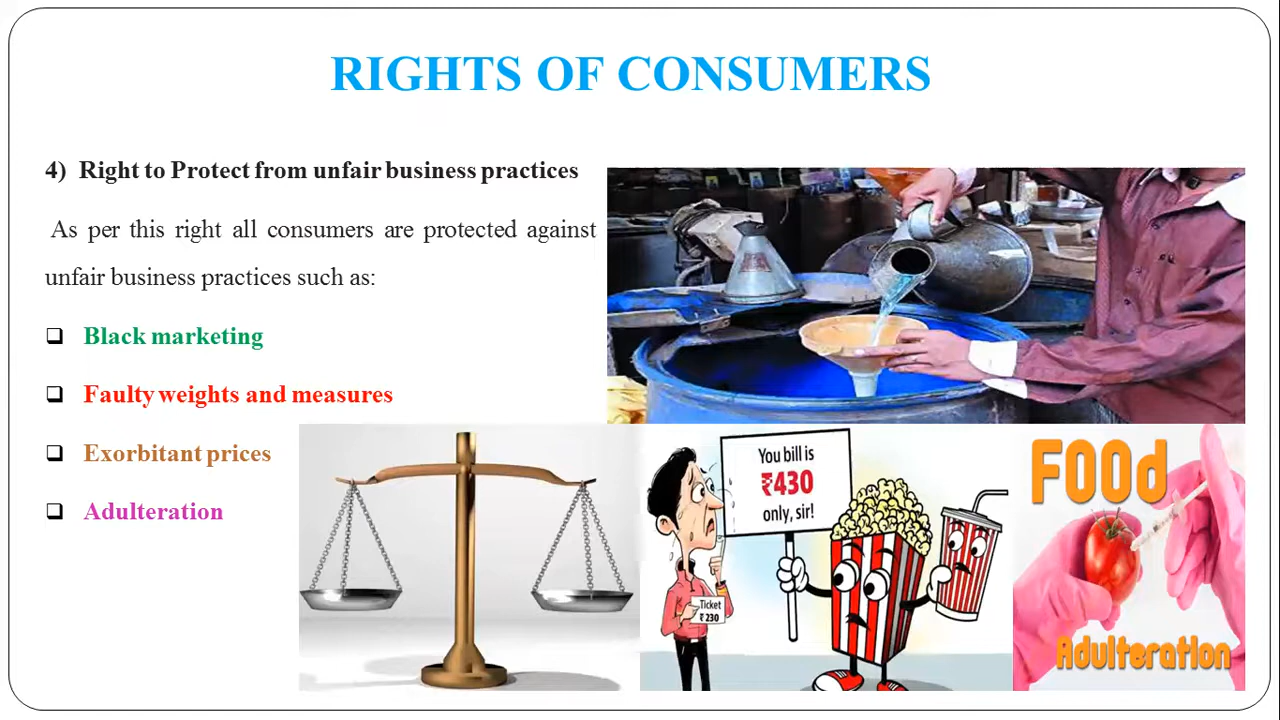 RIGHTS OF CONSUMERS
4) Right to Protect from unfair business practices
As per this right all consumers are protected against
unfair business practices such as:
❑ Black marketing
❑ Faulty weights and measures
❑ Exorbitant prices
❑ Adulteration
You bill is
₹430
only, sir!
Ticket
₹ 230
FOOd
Adulteration